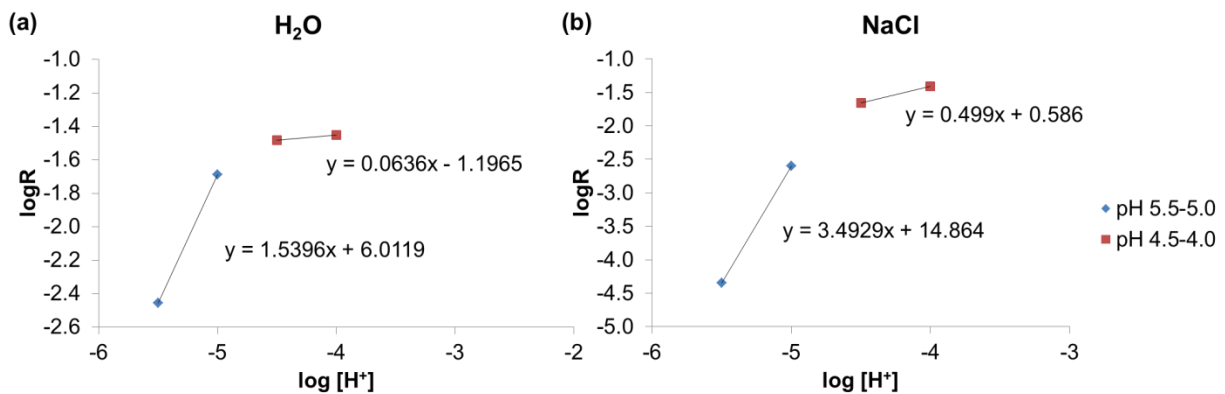 (a)
H₂O
-1.0
-1.2
-1.4
-1.6
-1.8
-2.0
-2.2
-2.4
-2.6
logR
y = 0.0636x - 1.1965
y = 1.5396x + 6.0119
-6 -5 -4 -3 -2
log [H⁺]
(b)
NaCl
-1.0
-1.5
-2.0
-2.5
-3.0
-3.5
-4.0
-4.5
-5.0
logR
y = 0.499x + 0.586
y = 3.4929x + 14.864
-6 -5 -4 -3
log [H⁺]
pH 5.5-5.0
pH 4.5-4.0